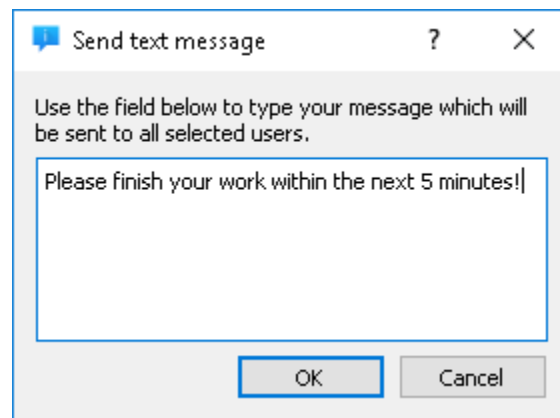 Send text message
?
Use the field below to type your message which will
be sent to all selected users.
Please finish your work within the next 5 minutes!
OK
Cancel